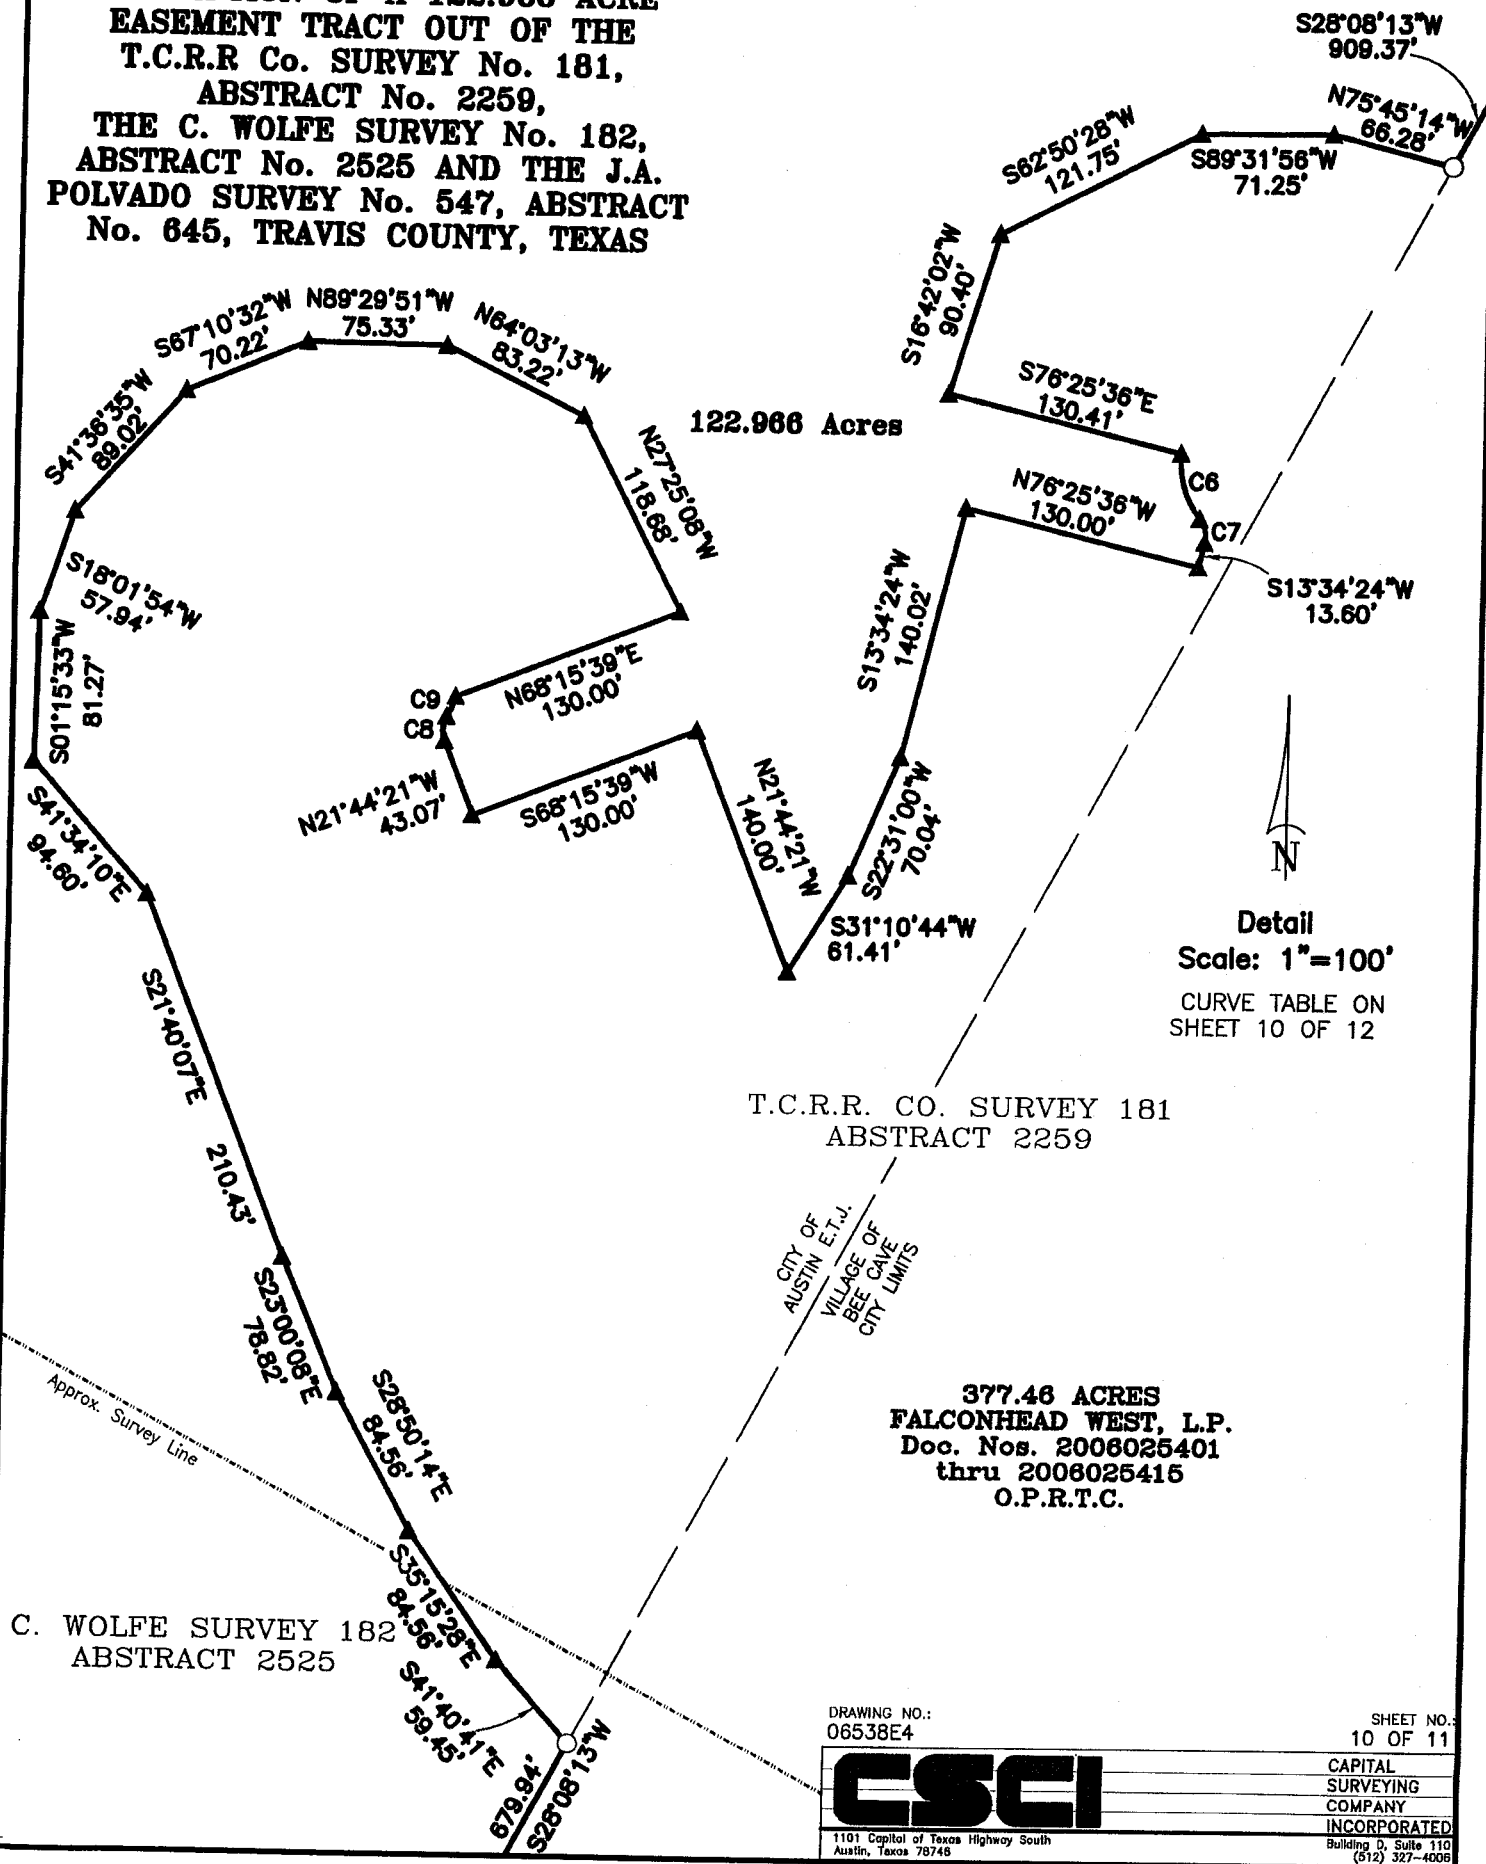 EASEMENT TRACT OUT OF THE
T.C.R.R Co. SURVEY No. 181,
ABSTRACT No. 2259,
THE C. WOLFE SURVEY No. 182,
ABSTRACT No. 2525 AND THE J.A.
POLVADO SURVEY No. 547, ABSTRACT
No. 645, TRAVIS COUNTY, TEXAS
S28°08'13"W
909.37'
N75°45'14"W
66.28'
S89°31'56"W
71.25'
S62°50'28"W
121.75'
S16°42'02"W
90.40'
S76°25'36"E
130.41'
C6
C7
N76°25'36"W
130.00'
S13°34'24"W
13.60'
S13°34'24"W
140.02'
S22°31'00"W
70.04'
S31°10'44"W
61.41'
N21°44'21"W
140.00'
S68°15'39"W
130.00'
N21°44'21"W
43.07'
C8
C9
N68°15'39"E
130.00'
122.966 Acres
N27°25'08"W
118.68'
N64°03'13"W
83.22'
N89°29'51"W
75.33'
S67°10'32"W
70.22'
S41°36'35"W
89.02'
S18°01'54"W
57.94'
S01°15'33"W
81.27'
S41°34'10"E
94.60'
S21°40'07"E
210.43'
S23°00'08"E
78.82'
S28°50'14"E
84.56'
S35°15'28"E
84.56'
S41°40'41"E
59.45'
679.94'
S28°08'13"W
N
Detail
Scale: 1"=100'
CURVE TABLE ON
SHEET 10 OF 12
T.C.R.R. CO. SURVEY 181
ABSTRACT 2259
CITY OF
AUSTIN E.T.J.
VILLAGE OF
BEE CAVE
CITY LIMITS
377.46 ACRES
FALCONHEAD WEST, L.P.
Doc. Nos. 2006025401
thru 2006025415
O.P.R.T.C.
Approx. Survey Line
C. WOLFE SURVEY 182
ABSTRACT 2525
DRAWING NO.:
06538E4
SHEET NO.:
10 OF 11
CSCI
CAPITAL
SURVEYING
COMPANY
INCORPORATED
1101 Capital of Texas Highway South
Austin, Texas 78746
Building D, Suite 110
(512) 327-4006